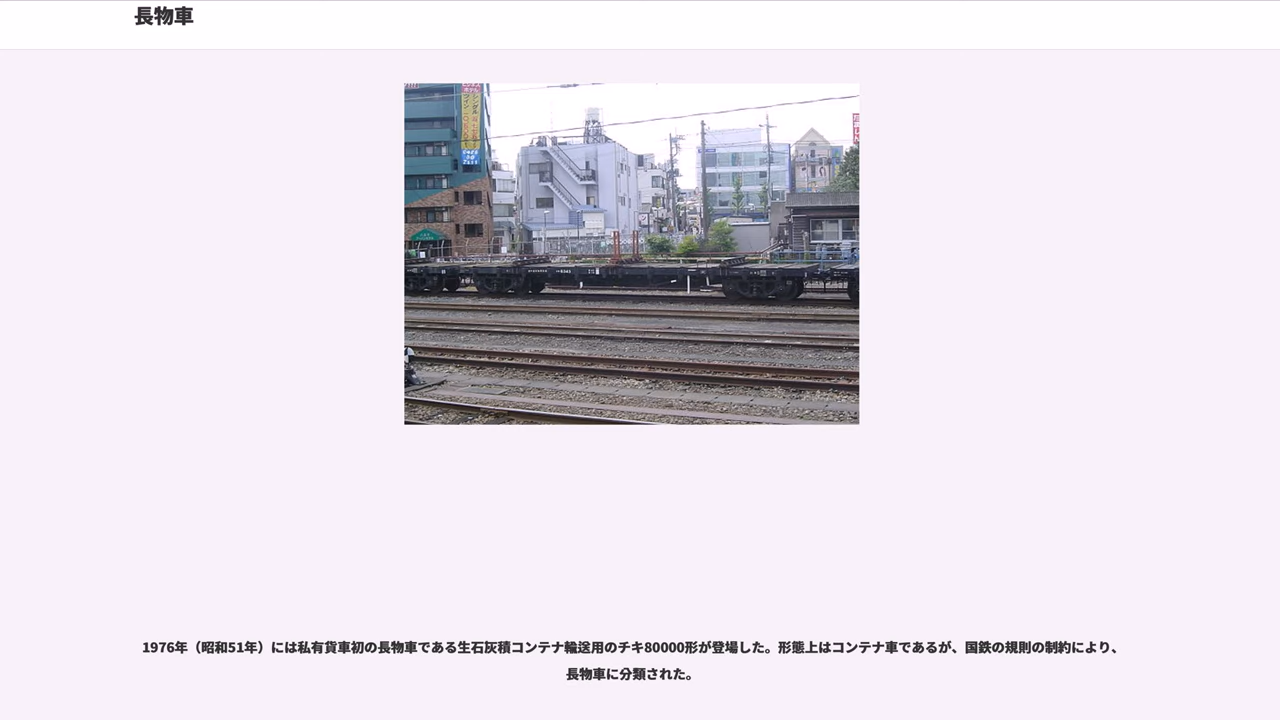 長物車
1976年（昭和51年）には私有貨車初の長物車である生石灰積コンテナ輸送用のチキ80000形が登場した。形態上はコンテナ車であるが、国鉄の規則の制約により、
長物車に分類された。